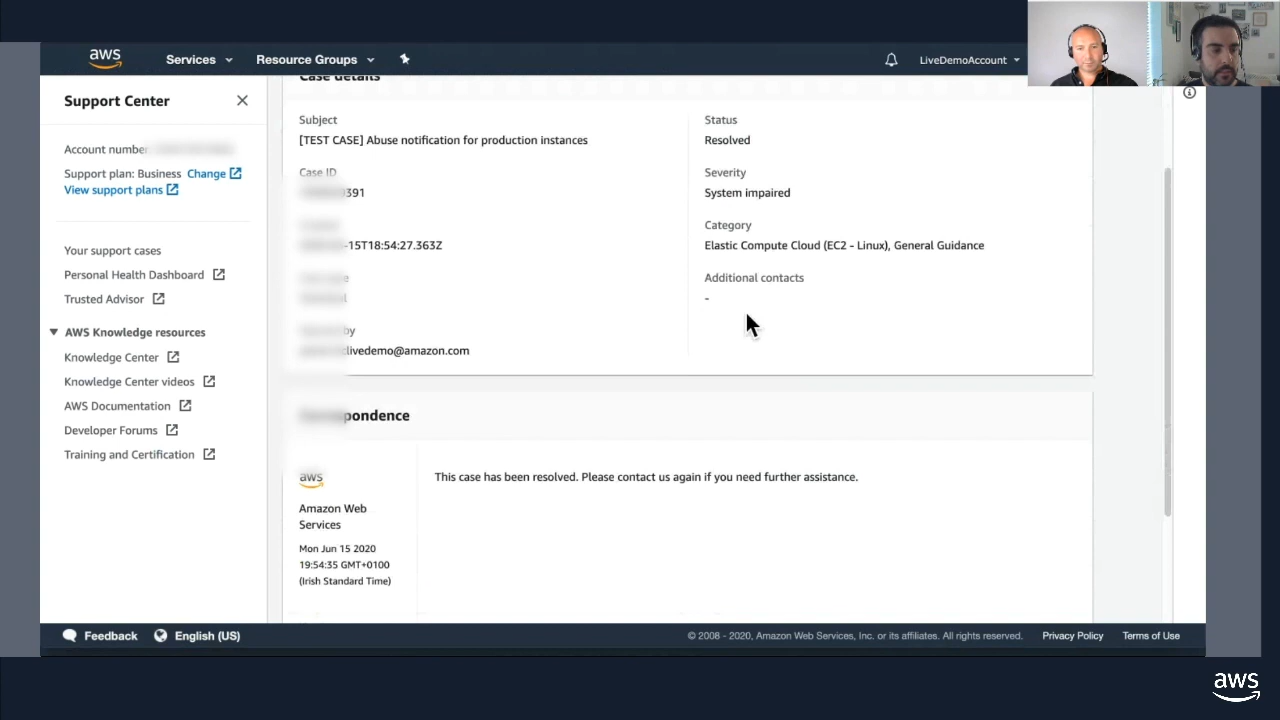 aws
Services
Resource Groups
LiveDemoAccount
Support Center
Account number
Support plan: Business Change
View support plans
Your support cases
Personal Health Dashboard
Trusted Advisor
AWS Knowledge resources
Knowledge Center
Knowledge Center videos
AWS Documentation
Developer Forums
Training and Certification
Case details
Subject
[TEST CASE] Abuse notification for production instances
Case ID
391
-15T18:54:27.363Z
by
livedemo@amazon.com
Status
Resolved
Severity
System impaired
Category
Elastic Compute Cloud (EC2 - Linux), General Guidance
Additional contacts
-
pondence
aws
Amazon Web
Services
Mon Jun 15 2020
19:54:35 GMT+0100
(Irish Standard Time)
This case has been resolved. Please contact us again if you need further assistance.
Feedback
English (US)
© 2008 - 2020, Amazon Web Services, Inc. or its affiliates. All rights reserved.
Privacy Policy
Terms of Use
aws